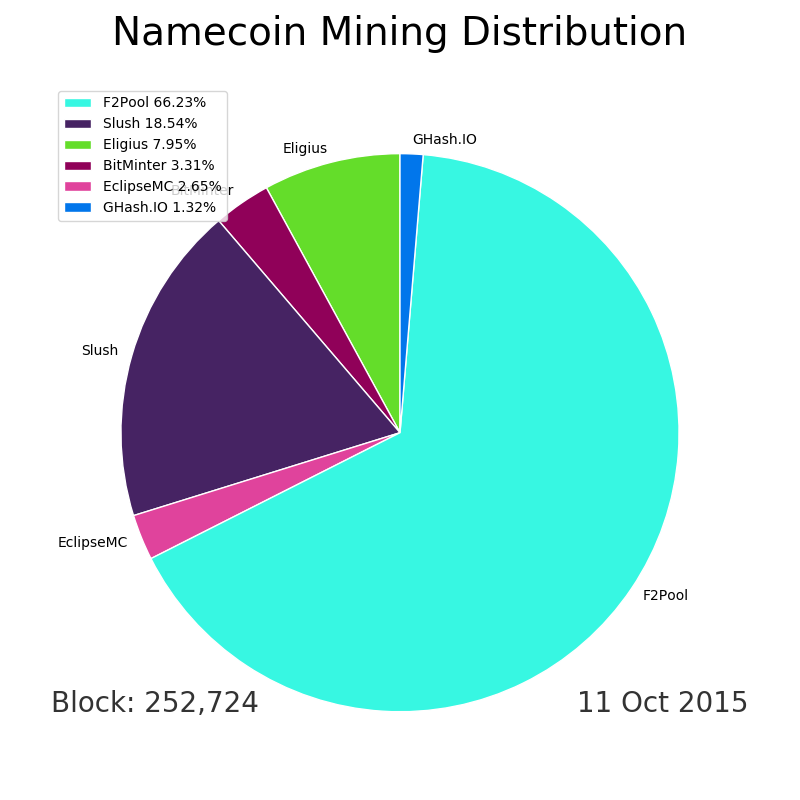 Namecoin Mining Distribution
F2Pool 66.23%
Slush 18.54%
Eligius 7.95%
BitMinter 3.31%
EclipseMC 2.65%
GHash.IO 1.32%
GHash.IO
Eligius
BitMinter
Slush
EclipseMC
F2Pool
Block: 252,724
11 Oct 2015